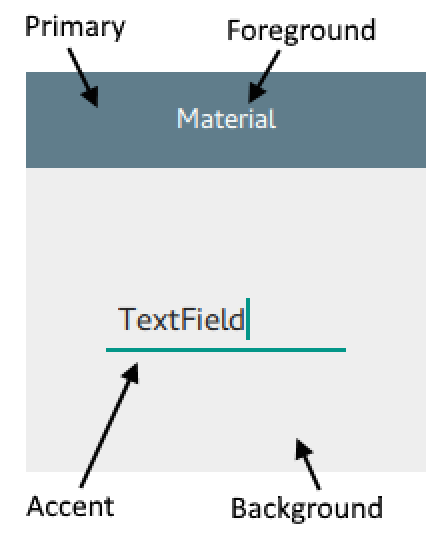 Primary
Foreground
Material
TextField
Accent
Background